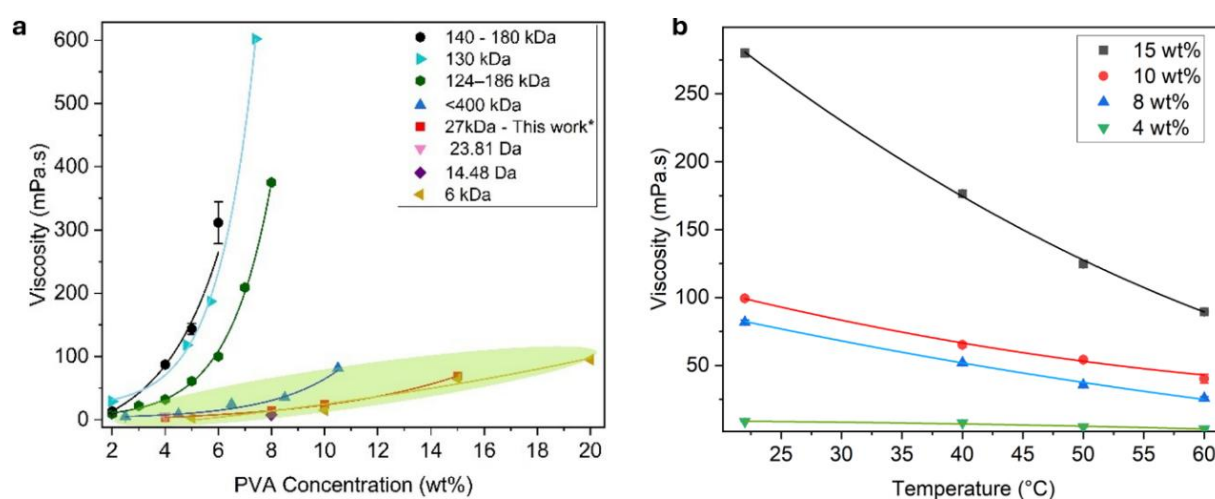 a
600
500
400
300
200
100
0
Viscosity (mPa.s)
2 4 6 8 10 12 14 16 18 20
PVA Concentration (wt%)
140 - 180 kDa
130 kDa
124–186 kDa
<400 kDa
27kDa - This work*
23.81 Da
14.48 Da
6 kDa
b
250
200
150
100
50
Viscosity (mPa.s)
25 30 35 40 45 50 55 60
Temperature (°C)
15 wt%
10 wt%
8 wt%
4 wt%